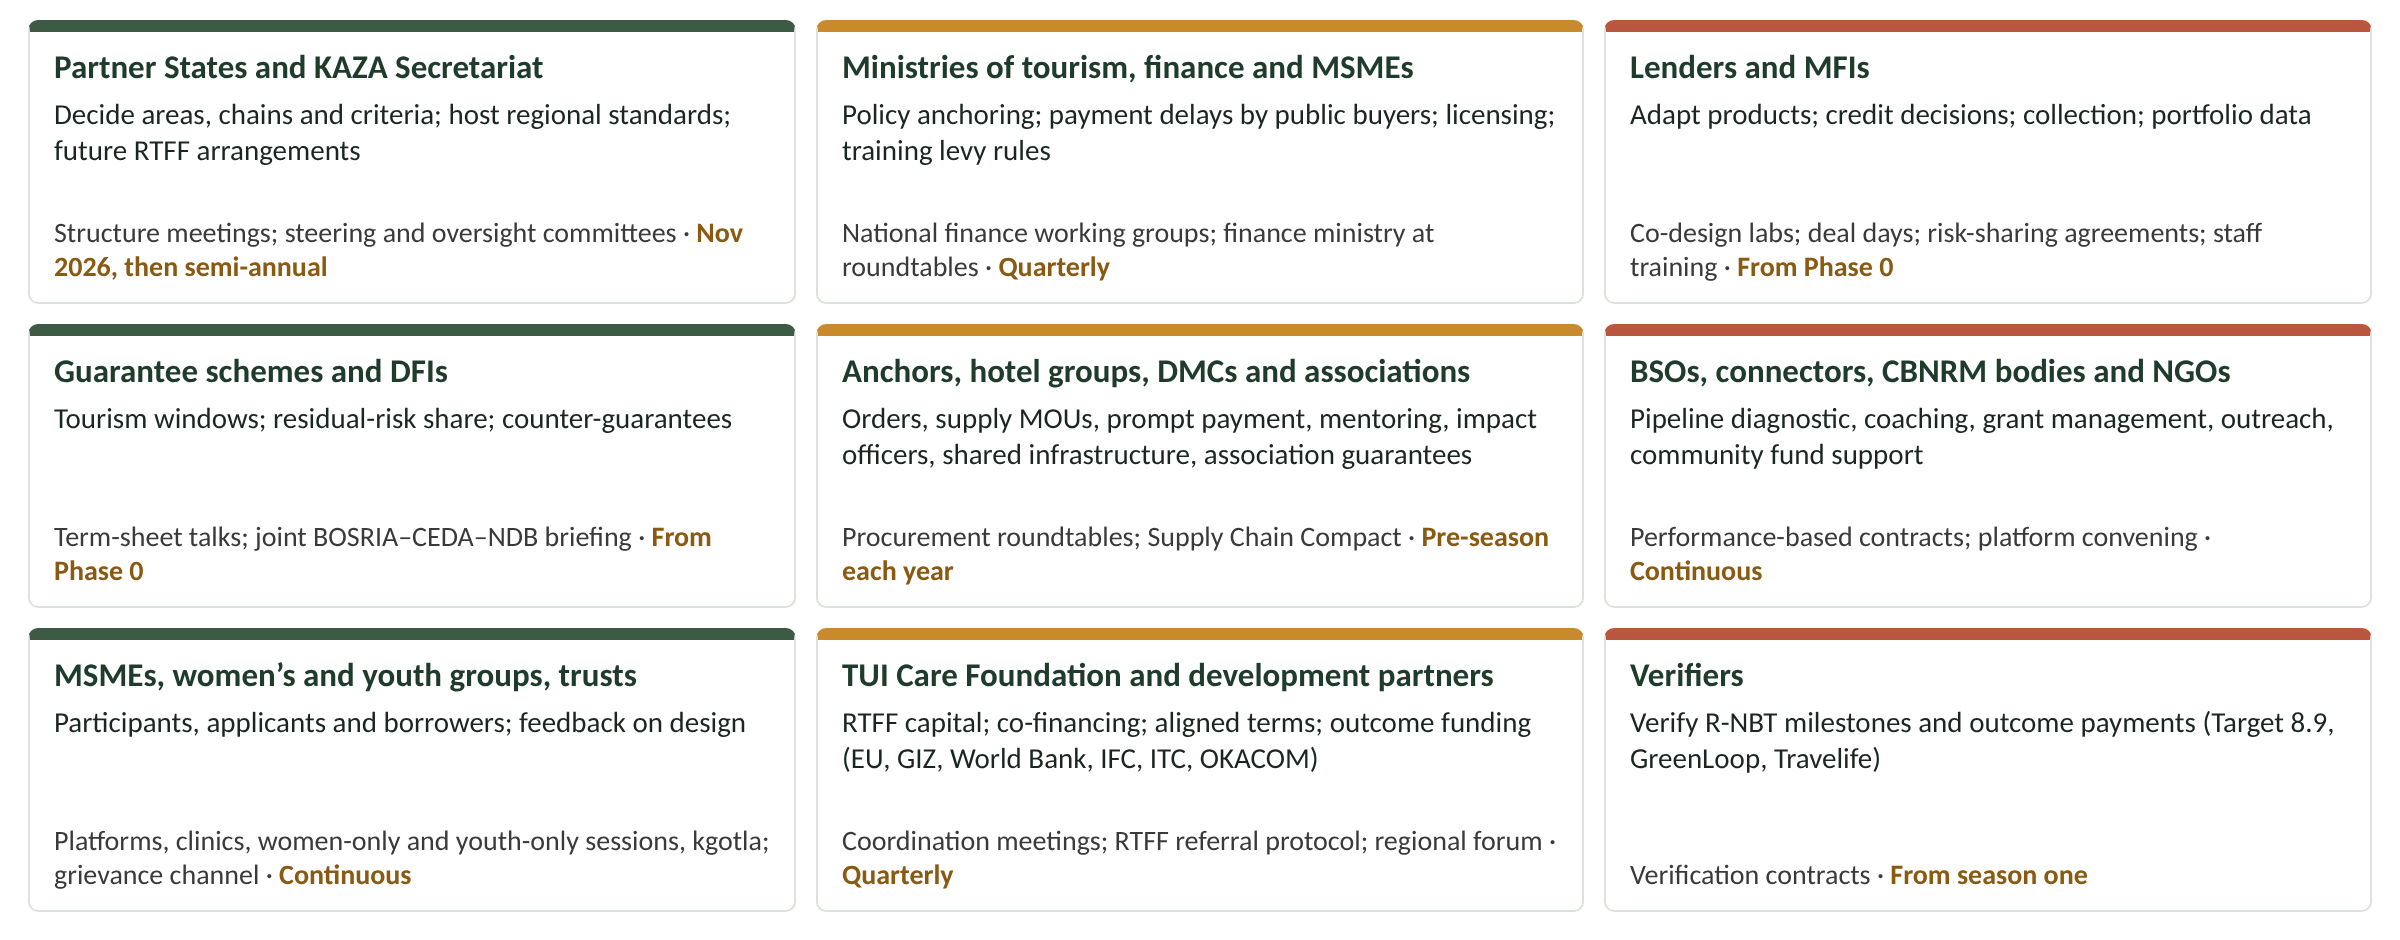 Partner States and KAZA Secretariat
Decide areas, chains and criteria; host regional standards;
future RTFF arrangements
Structure meetings; steering and oversight committees · Nov
2026, then semi-annual
Ministries of tourism, finance and MSMEs
Policy anchoring; payment delays by public buyers; licensing;
training levy rules
National finance working groups; finance ministry at
roundtables · Quarterly
Lenders and MFIs
Adapt products; credit decisions; collection; portfolio data
Co-design labs; deal days; risk-sharing agreements; staff
training · From Phase 0
Guarantee schemes and DFIs
Tourism windows; residual-risk share; counter-guarantees
Term-sheet talks; joint BOSRIA–CEDA–NDB briefing · From
Phase 0
Anchors, hotel groups, DMCs and associations
Orders, supply MOUs, prompt payment, mentoring, impact
officers, shared infrastructure, association guarantees
Procurement roundtables; Supply Chain Compact · Pre-season
each year
BSOs, connectors, CBNRM bodies and NGOs
Pipeline diagnostic, coaching, grant management, outreach,
community fund support
Performance-based contracts; platform convening ·
Continuous
MSMEs, women’s and youth groups, trusts
Participants, applicants and borrowers; feedback on design
Platforms, clinics, women-only and youth-only sessions, kgotla;
grievance channel · Continuous
TUI Care Foundation and development partners
RTFF capital; co-financing; aligned terms; outcome funding
(EU, GIZ, World Bank, IFC, ITC, OKACOM)
Coordination meetings; RTFF referral protocol; regional forum ·
Quarterly
Verifiers
Verify R-NBT milestones and outcome payments (Target 8.9,
GreenLoop, Travelife)
Verification contracts · From season one